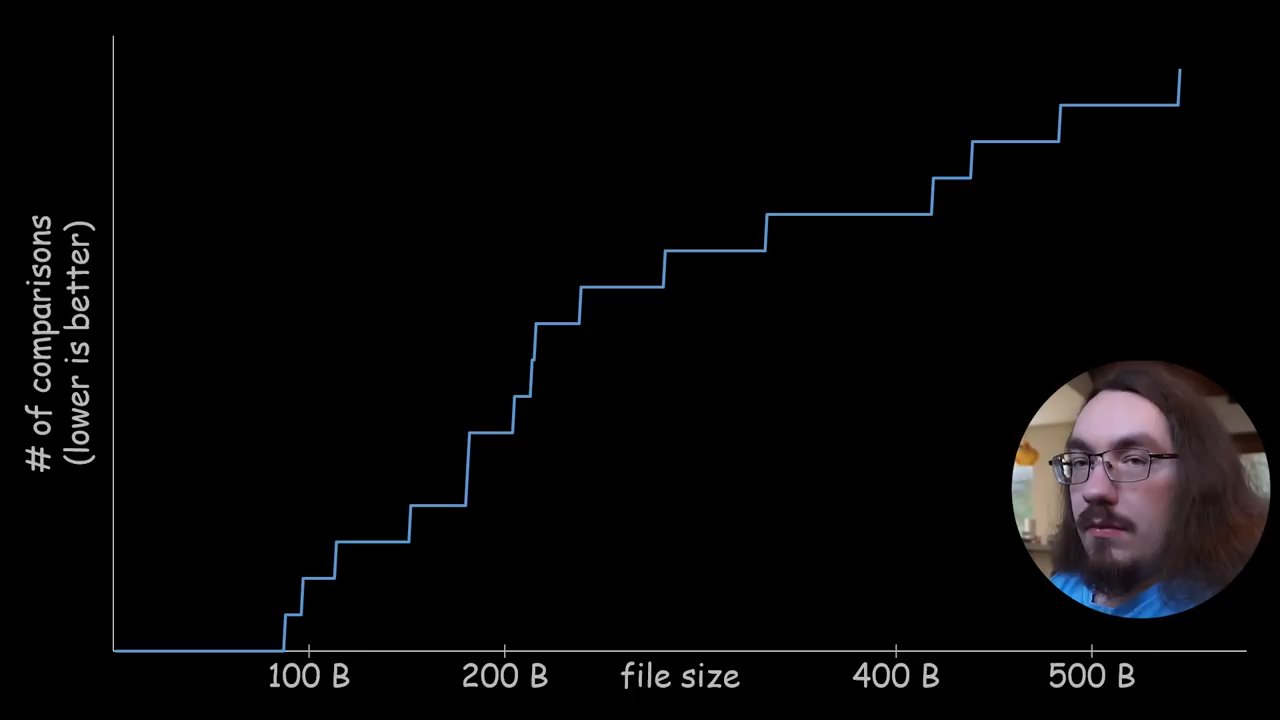 # of comparisons
(lower is better)
100 B
200 B
file size
400 B
500 B